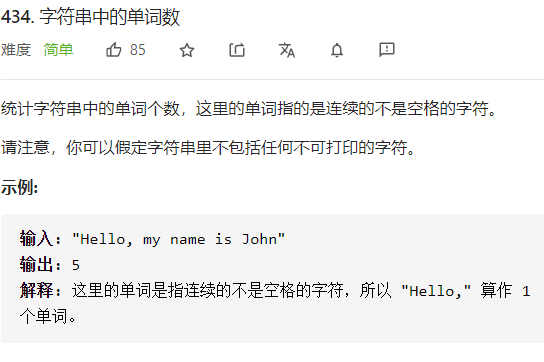 434. 字符串中的单词数
难度 简单 85
统计字符串中的单词个数，这里的单词指的是连续的不是空格的字符。
请注意，你可以假定字符串里不包括任何不可打印的字符。
示例:
输入: "Hello, my name is John"
输出: 5
解释: 这里的单词是指连续的不是空格的字符，所以 "Hello," 算作 1
个单词。